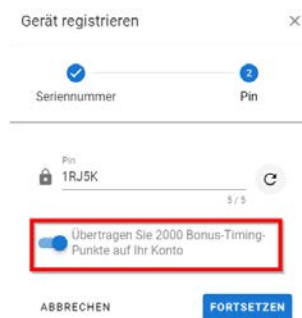 Gerät registrieren
2
Seriennummer
Pin
Pin
1RJ5K
5 / 5
Übertragen Sie 2000 Bonus-Timing-
Punkte auf Ihr Konto
ABBRECHEN
FORTSETZEN